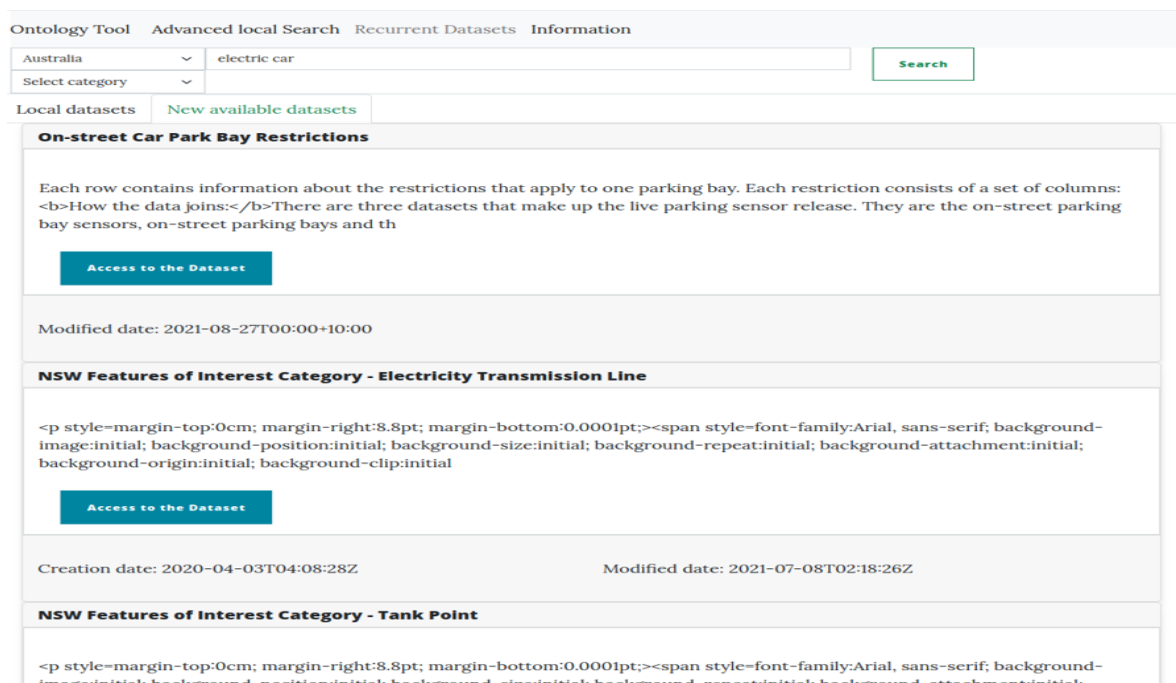 Ontology Tool Advanced local Search Recurrent Datasets Information
Australia electric car
Search
Select category
Local datasets New available datasets
On-street Car Park Bay Restrictions
Each row contains information about the restrictions that apply to one parking bay. Each restriction consists of a set of columns:
<b>How the data joins:</b>There are three datasets that make up the live parking sensor release. They are the on-street parking
bay sensors, on-street parking bays and th
Access to the Dataset
Modified date: 2021-08-27T00:00+10:00
NSW Features of Interest Category - Electricity Transmission Line
<p style=margin-top:0cm; margin-right:8.8pt; margin-bottom:0.0001pt;><span style=font-family:Arial, sans-serif; background-
image:initial; background-position:initial; background-size:initial; background-repeat:initial; background-attachment:initial;
background-origin:initial; background-clip:initial
Access to the Dataset
Creation date: 2020-04-03T04:08:28Z Modified date: 2021-07-08T02:18:26Z
NSW Features of Interest Category - Tank Point
<p style=margin-top:0cm; margin-right:8.8pt; margin-bottom:0.0001pt;><span style=font-family:Arial, sans-serif; background-